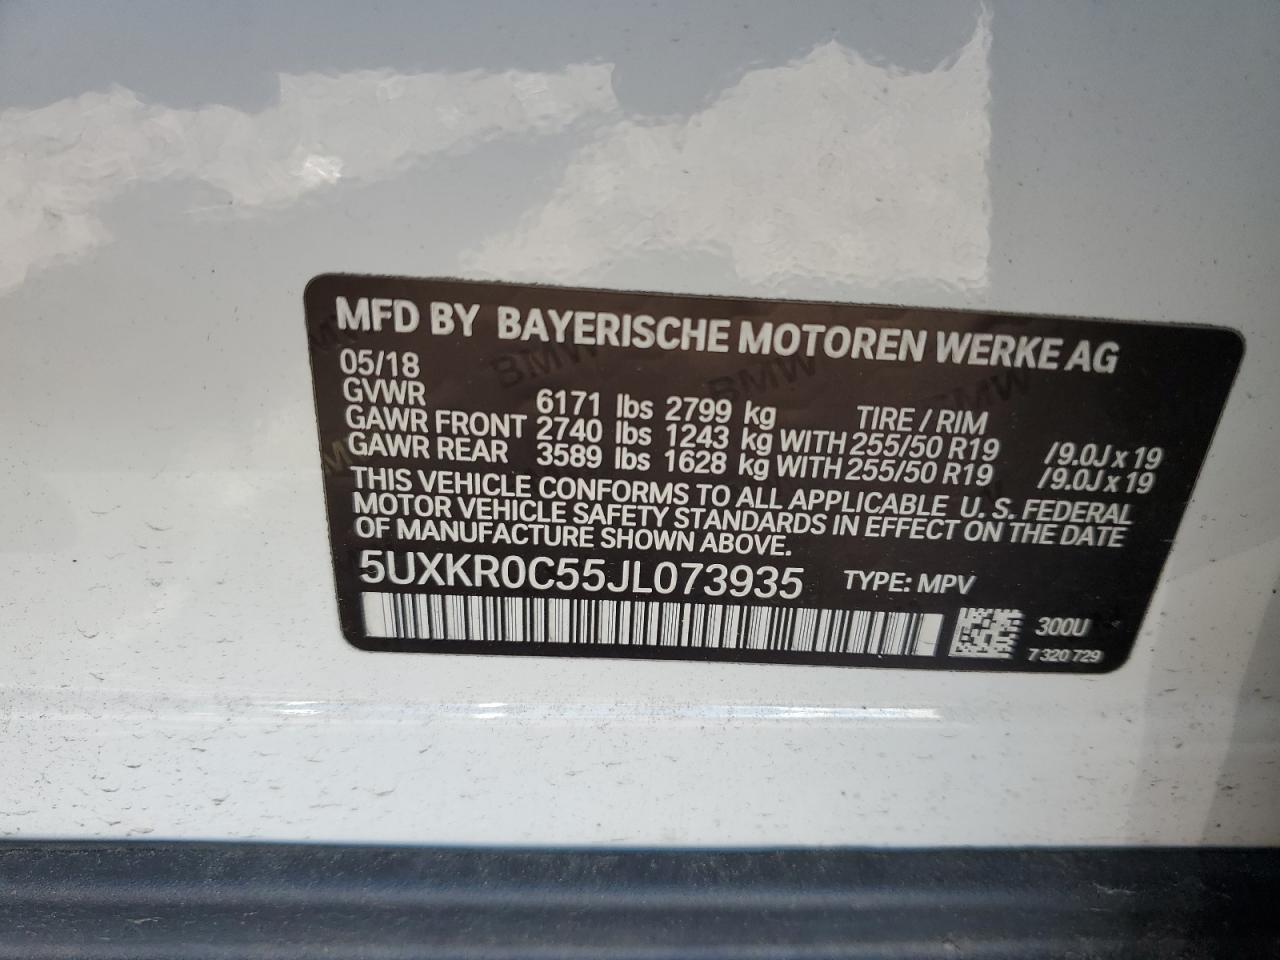 MFD BY BAYERISCHE MOTOREN WERKE AG
05/18
GVWR 6171 lbs 2799 kg TIRE / RIM
GAWR FRONT 2740 lbs 1243 kg WITH 255/50 R19 /9.0J x 19
GAWR REAR 3589 lbs 1628 kg WITH 255/50 R19 /9.0J x 19
THIS VEHICLE CONFORMS TO ALL APPLICABLE U. S. FEDERAL
MOTOR VEHICLE SAFETY STANDARDS IN EFFECT ON THE DATE
OF MANUFACTURE SHOWN ABOVE.
5UXKR0C55JL073935 TYPE: MPV
300U
7 320 729
BMW
BMW